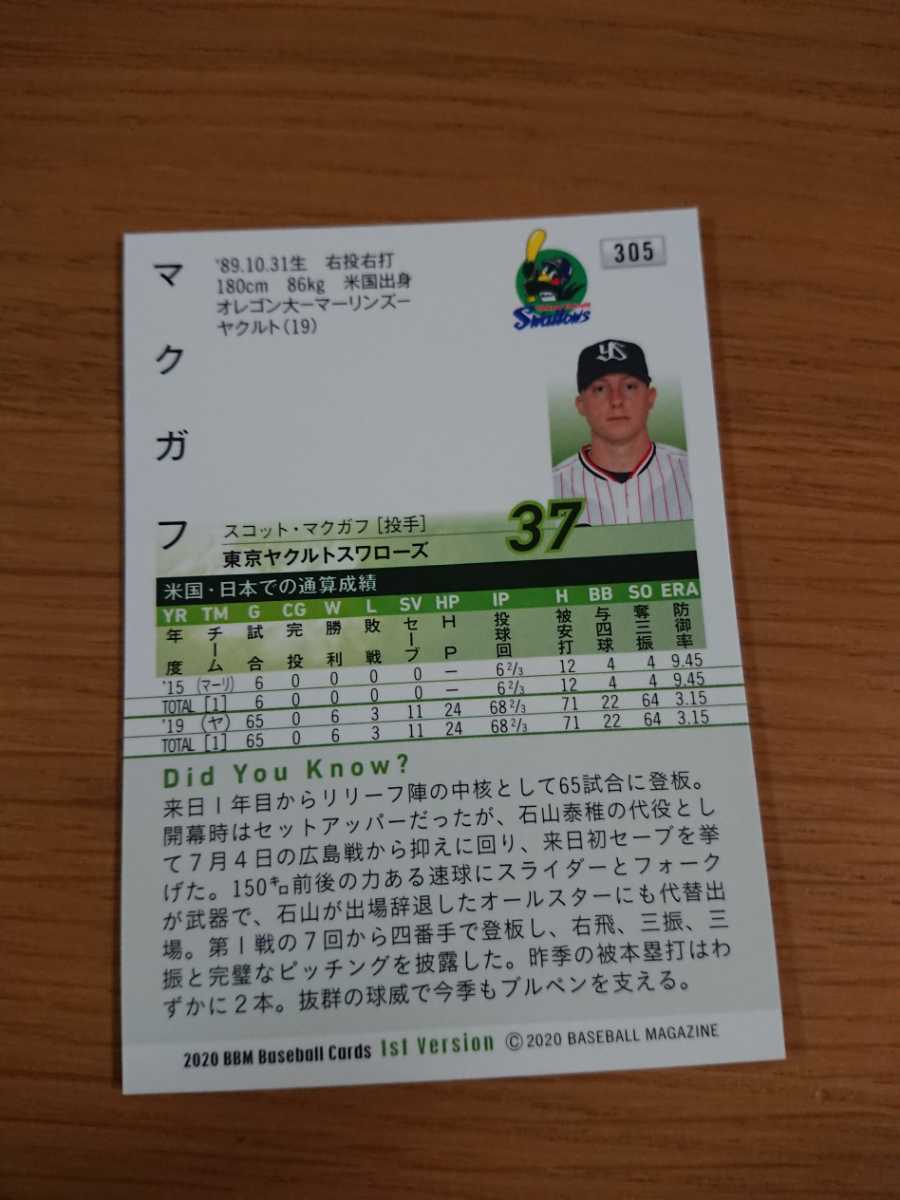 マクガフ
'89.10.31生　右投右打
180cm　86kg　米国出身
オレゴン大ーマーリンズー
ヤクルト(19)
Swallows
305
YS
スコット・マクガフ［投手］
37
東京ヤクルトスワローズ
米国・日本での通算成績
YR TM G CG W L SV HP IP H BB SO ERA
年度 チーム 試合 完投 勝利 敗戦 セーブ HP 投球回 被安打 与四球 奪三振 防御率
'15 (マーリ) 6 0 0 0 0 － 6 2/3 12 4 4 9.45
TOTAL [1] 6 0 0 0 0 － 6 2/3 12 4 4 9.45
'19 (ヤ) 65 0 6 3 11 24 68 2/3 71 22 64 3.15
TOTAL [1] 65 0 6 3 11 24 68 2/3 71 22 64 3.15
Did You Know?
来日1年目からリリーフ陣の中核として65試合に登板。
開幕時はセットアッパーだったが、石山泰稚の代役とし
て7月4日の広島戦から抑えに回り、来日初セーブを挙
げた。150㌔前後の力ある速球にスライダーとフォーク
が武器で、石山が出場辞退したオールスターにも代替出
場。第1戦の7回から四番手で登板し、右飛、三振、三
振と完璧なピッチングを披露した。昨季の被本塁打はわ
ずかに2本。抜群の球威で今季もブルペンを支える。
2020 BBM Baseball Cards 1st Version ©2020 BASEBALL MAGAZINE